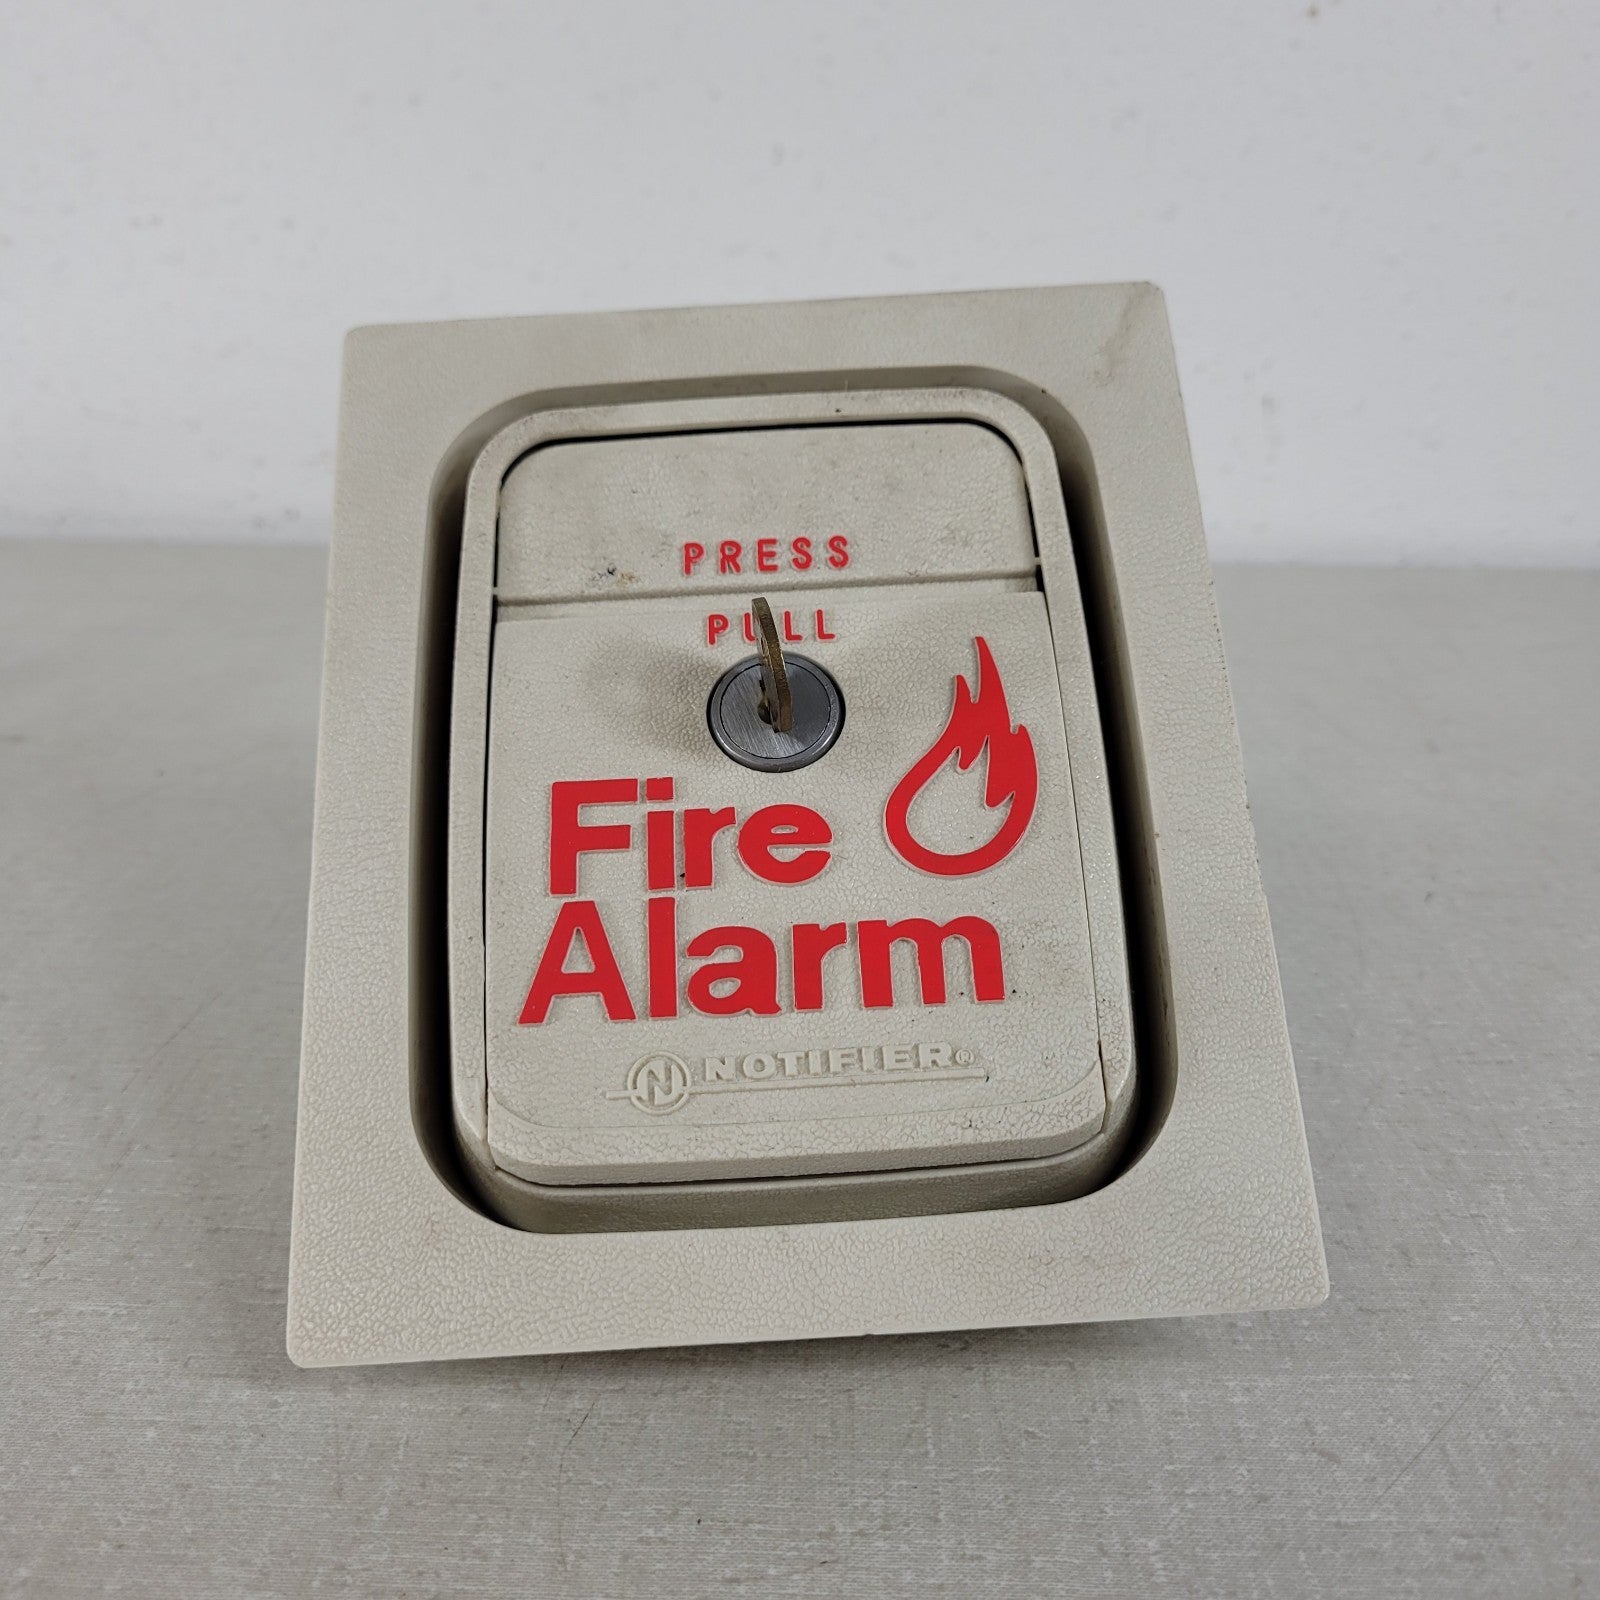 PRESS
PULL
Fire
Alarm
N NOTIFIER®